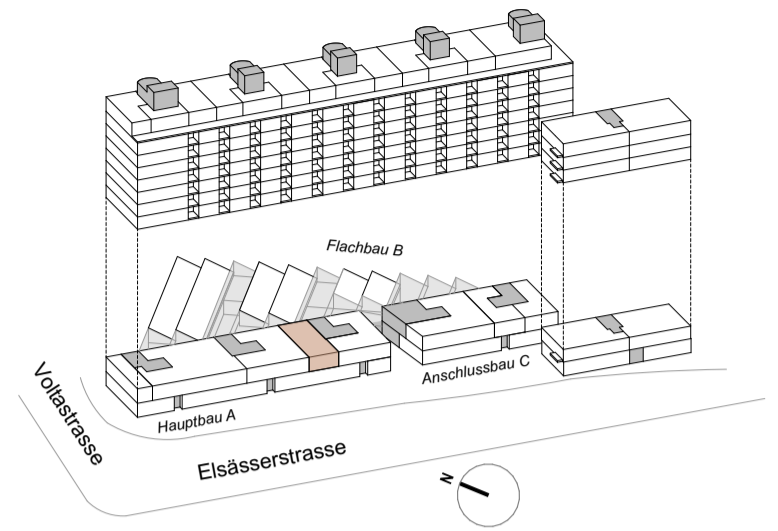 Flachbau B
Anschlussbau C
Hauptbau A
Voltastrasse
Elsässerstrasse
N